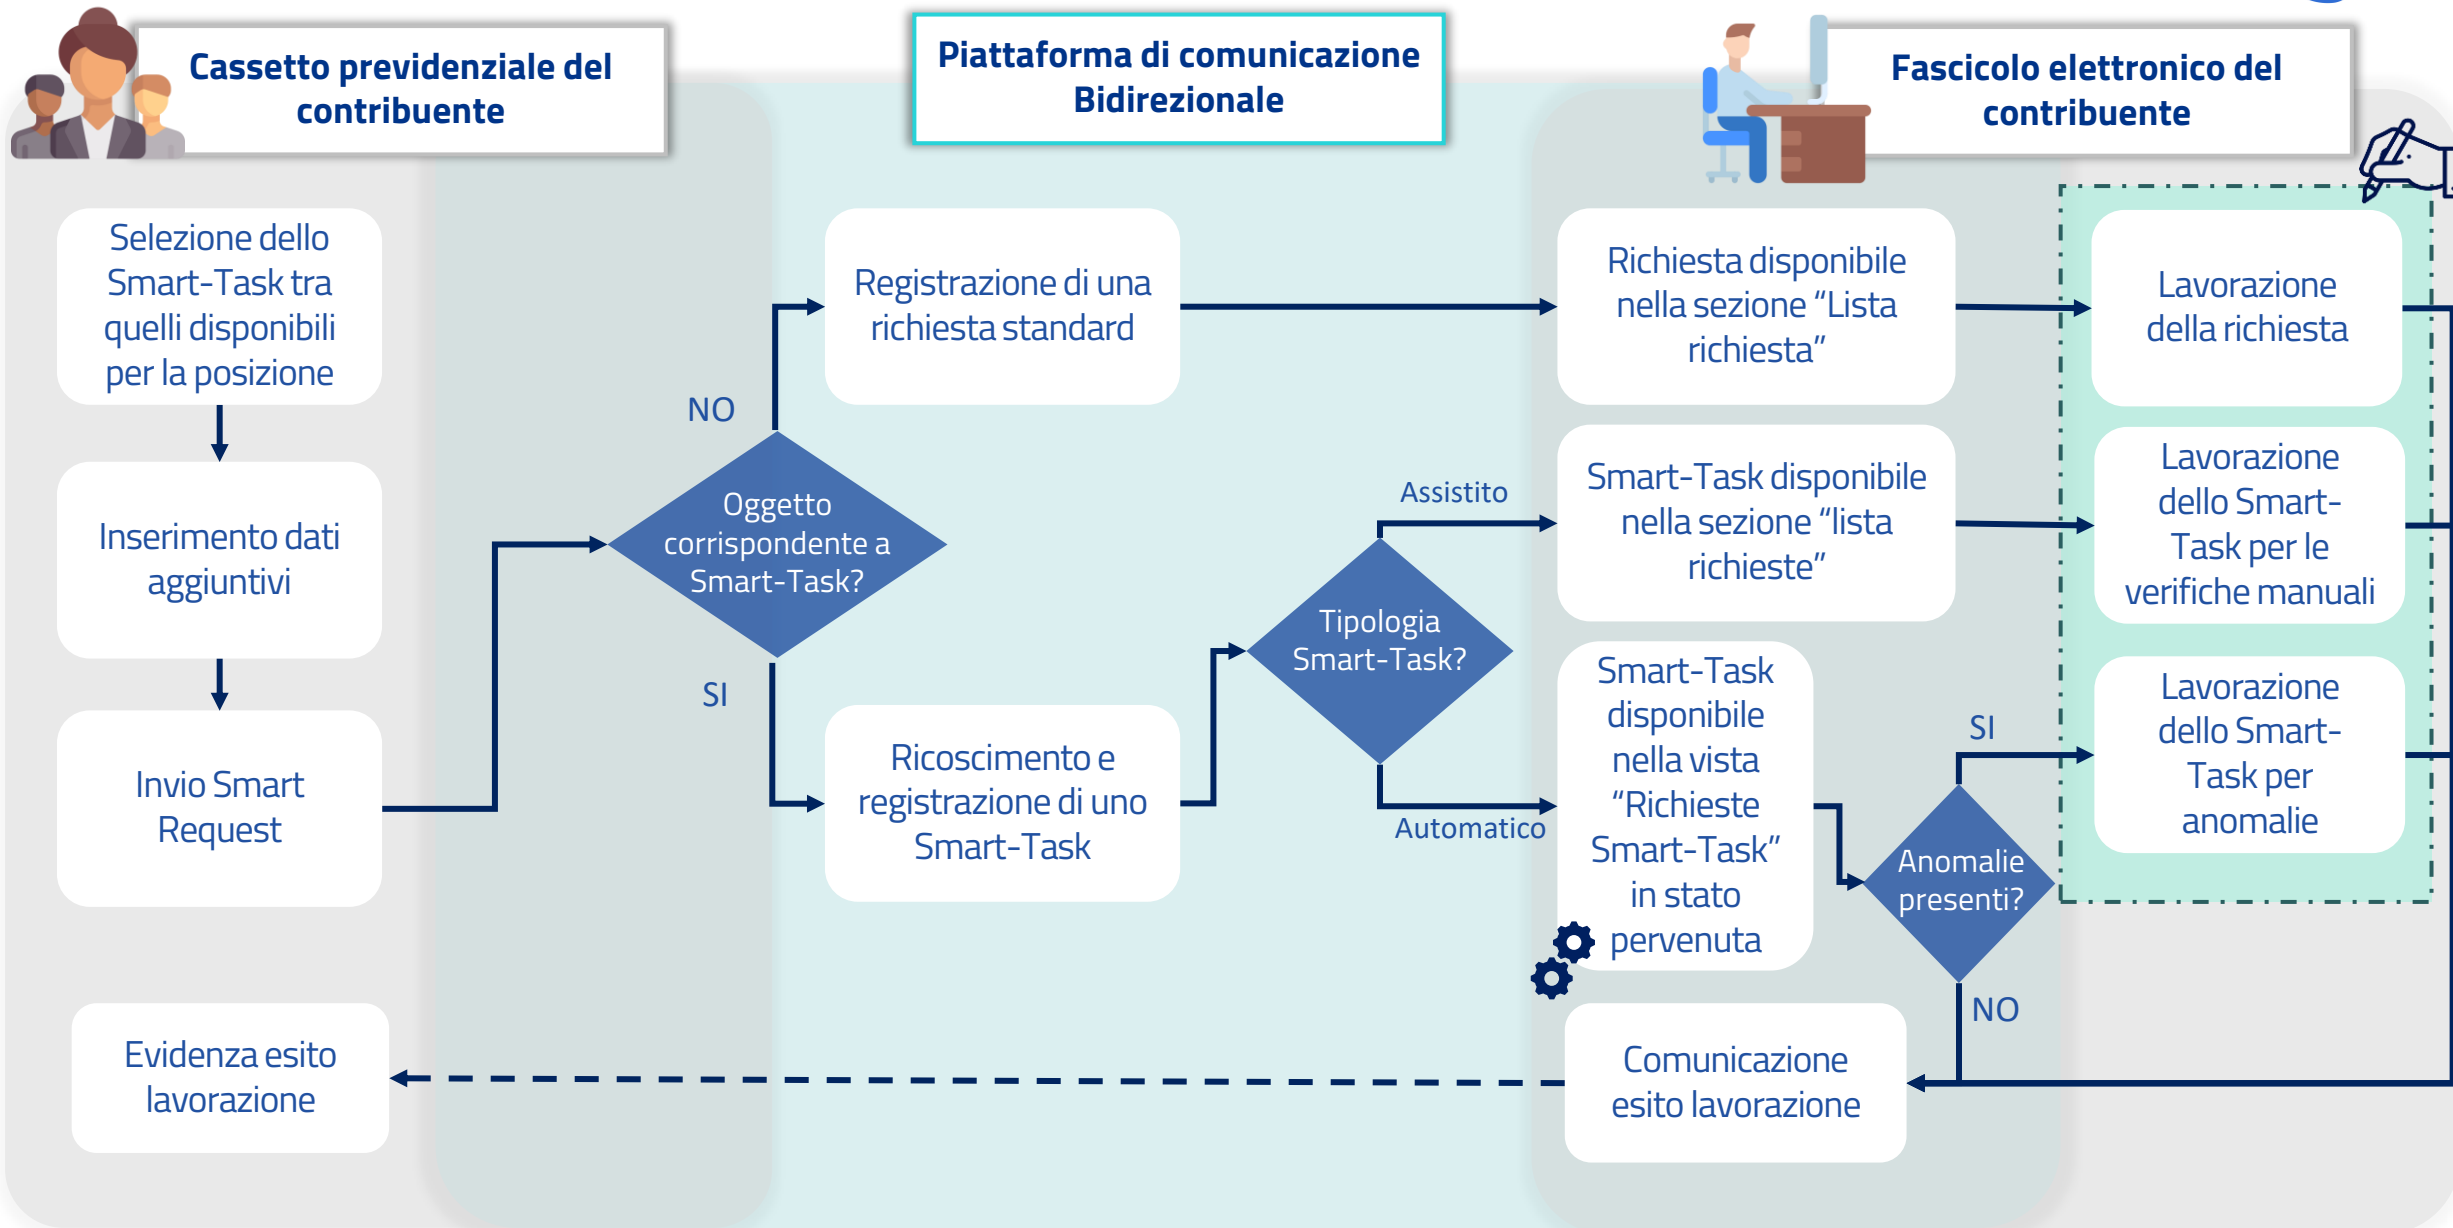 Cassetto previdenziale del
contribuente
Piattaforma di comunicazione
Bidirezionale
Fascicolo elettronico del
contribuente
Selezione dello
Smart-Task tra
quelli disponibili
per la posizione
Inserimento dati
aggiuntivi
Invio Smart
Request
Evidenza esito
lavorazione
NO
Oggetto
corrispondente a
Smart-Task?
SI
Registrazione di una
richiesta standard
Ricoscimento e
registrazione di uno
Smart-Task
Assistito
Tipologia
Smart-Task?
Automatico
Richiesta disponibile
nella sezione “Lista
richiesta”
Smart-Task disponibile
nella sezione “lista
richieste”
Smart-Task
disponibile
nella vista
“Richieste
Smart-Task”
in stato
pervenuta
SI
Anomalie
presenti?
NO
Comunicazione
esito lavorazione
Lavorazione
della richiesta
Lavorazione
dello Smart-
Task per le
verifiche manuali
Lavorazione
dello Smart-
Task per
anomalie